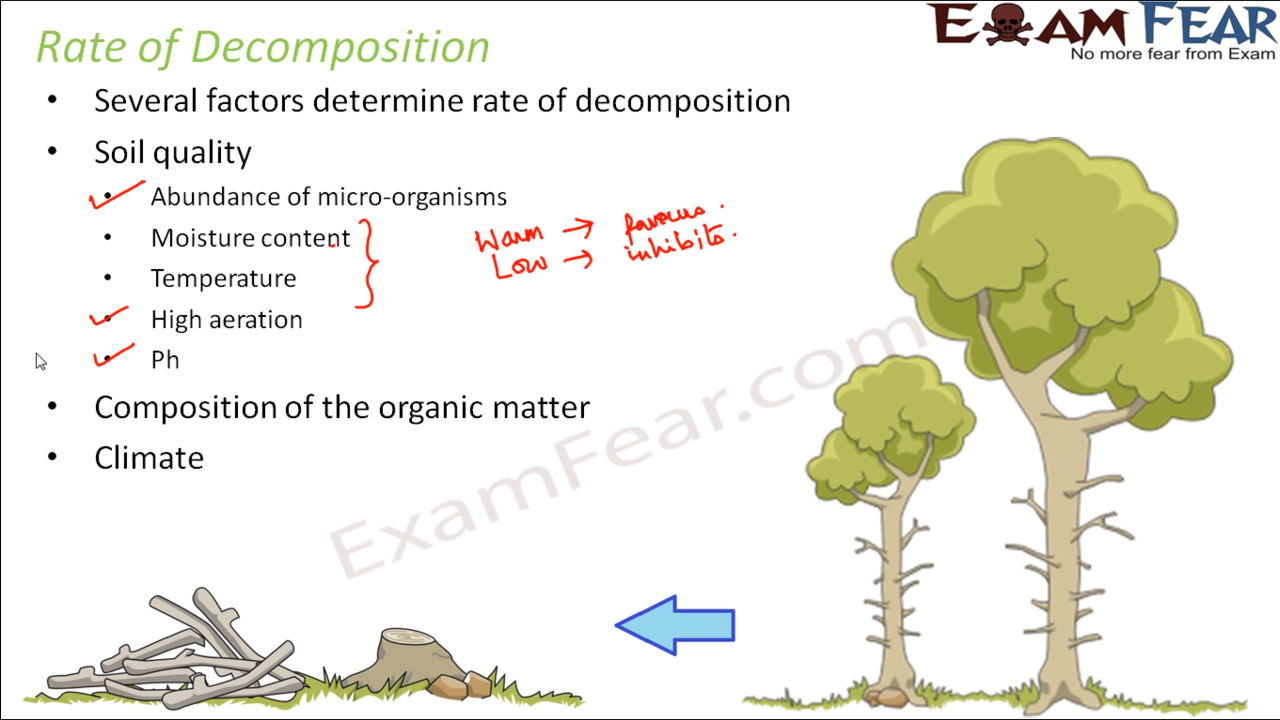 Rate of Decomposition
EXAM FEAR
No more fear from Exam
• Several factors determine rate of decomposition
• Soil quality
• Abundance of micro-organisms
• Moisture content
• Temperature
• High aeration
• Ph
Warm → favours.
Low → inhibits.
• Composition of the organic matter
• Climate
ExamFear.com